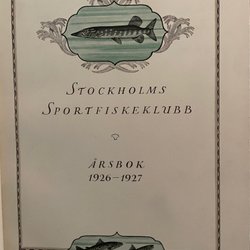 STOCKHOLMS
SPORTFISKEKLUBB
ÅRSBOK
1926–1927